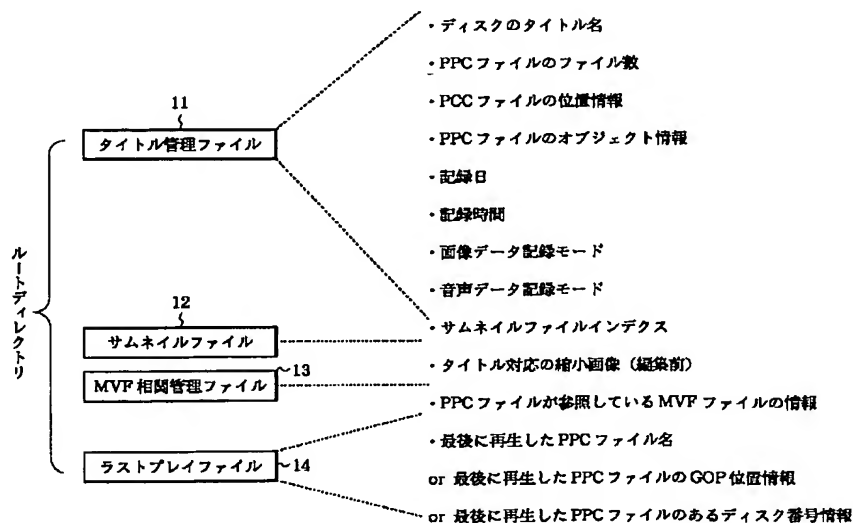 ルートディレクトリ
11
タイトル管理ファイル
・ディスクのタイトル名
・PPCファイルのファイル数
・PCCファイルの位置情報
・PPCファイルのオブジェクト情報
・記録日
・記録時間
・画像データ記録モード
・音声データ記録モード
・サムネイルファイルインデクス
12
サムネイルファイル
・タイトル対応の縮小画像（編集前）
13
MVF相関管理ファイル
・PPCファイルが参照しているMVFファイルの情報
ラストプレイファイル
14
・最後に再生したPPCファイル名
or 最後に再生したPPCファイルのGOP位置情報
or 最後に再生したPPCファイルのあるディスク番号情報